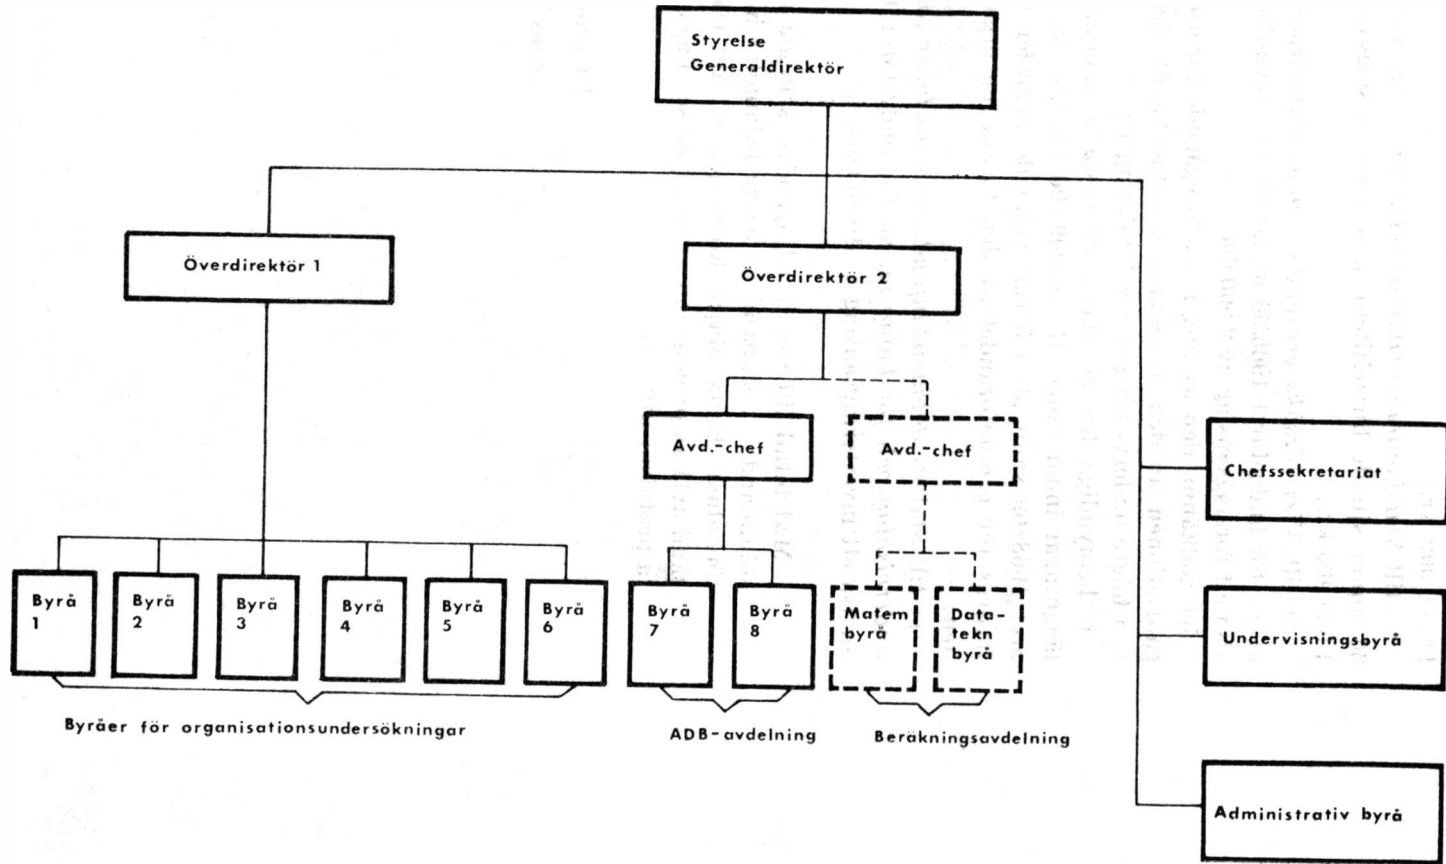 Styrelse
Generaldirektör
Överdirektör 1
Överdirektör 2
Avd.-chef
Avd.-chef
Chefssekretariat
Byrå
1
Byrå
2
Byrå
3
Byrå
4
Byrå
5
Byrå
6
Byrå
7
Byrå
8
Matem
byrå
Data-
tekn
byrå
Undervisningsbyrå
Byråer för organisationsundersökningar
ADB-avdelning
Beräkningsavdelning
Administrativ byrå